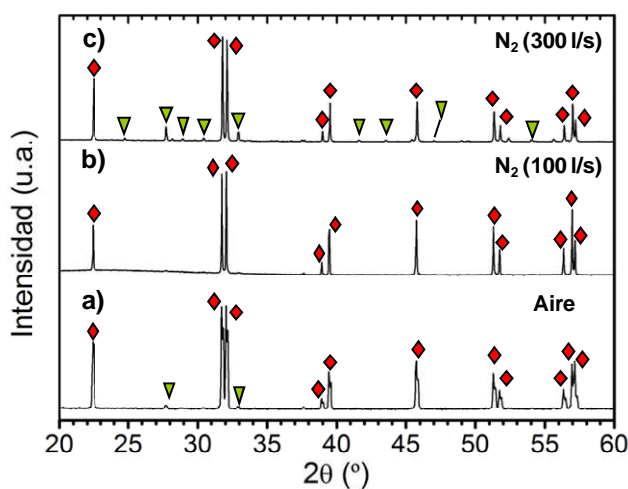 c)
N₂ (300 l/s)
b)
N₂ (100 l/s)
a)
Aire
Intensidad (u.a.)
20 25 30 35 40 45 50 55 60
2θ (º)